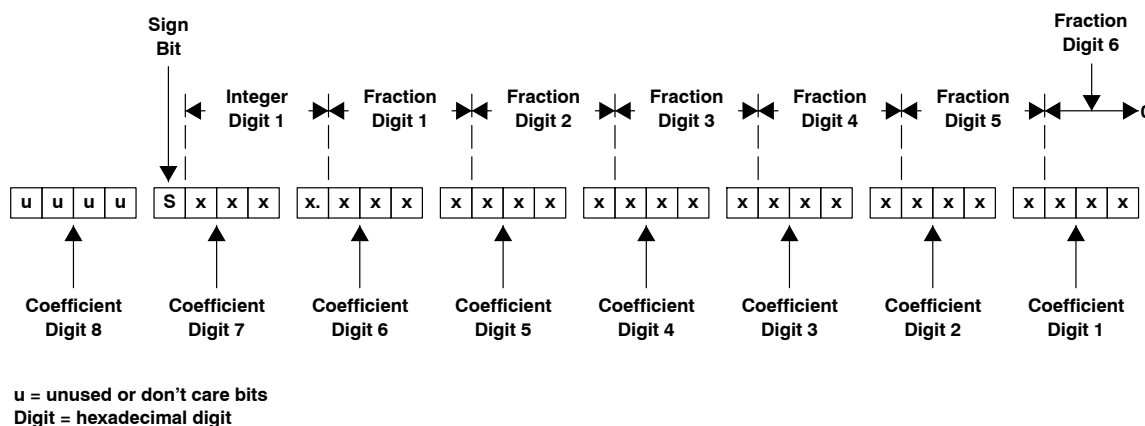 Sign
Bit
Fraction
Digit 6
Integer
Digit 1
Fraction
Digit 1
Fraction
Digit 2
Fraction
Digit 3
Fraction
Digit 4
Fraction
Digit 5
0
u u u u S x x x x. x x x x x x x x x x x x x x x x x x x x x x x
Coefficient
Digit 8
Coefficient
Digit 7
Coefficient
Digit 6
Coefficient
Digit 5
Coefficient
Digit 4
Coefficient
Digit 3
Coefficient
Digit 2
Coefficient
Digit 1
u = unused or don’t care bits
Digit = hexadecimal digit